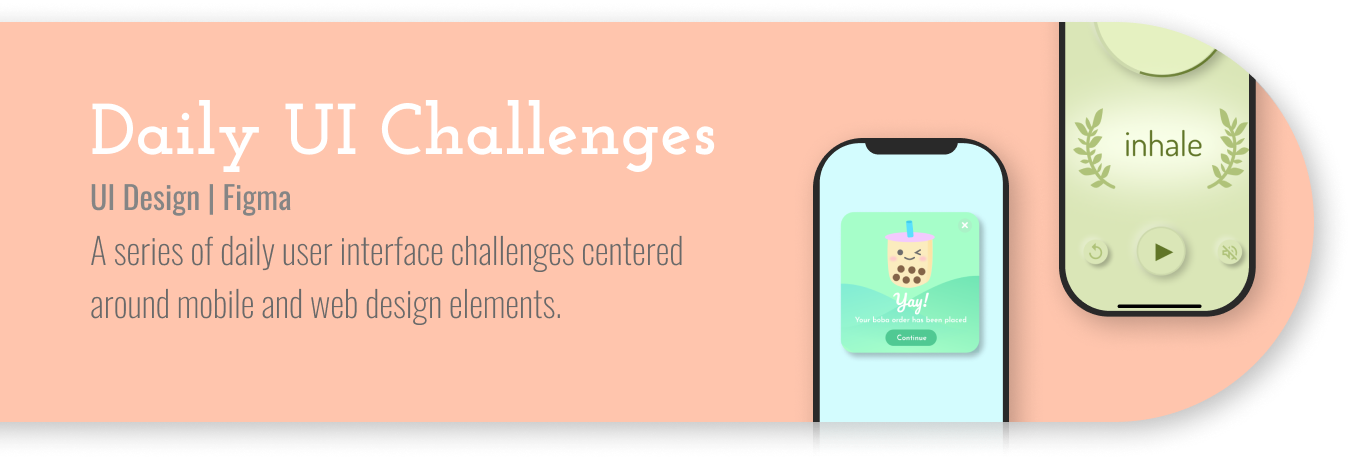 Daily UI Challenges
UI Design | Figma
A series of daily user interface challenges centered
around mobile and web design elements.
inhale
Yay!
Your boba order has been placed
Continue